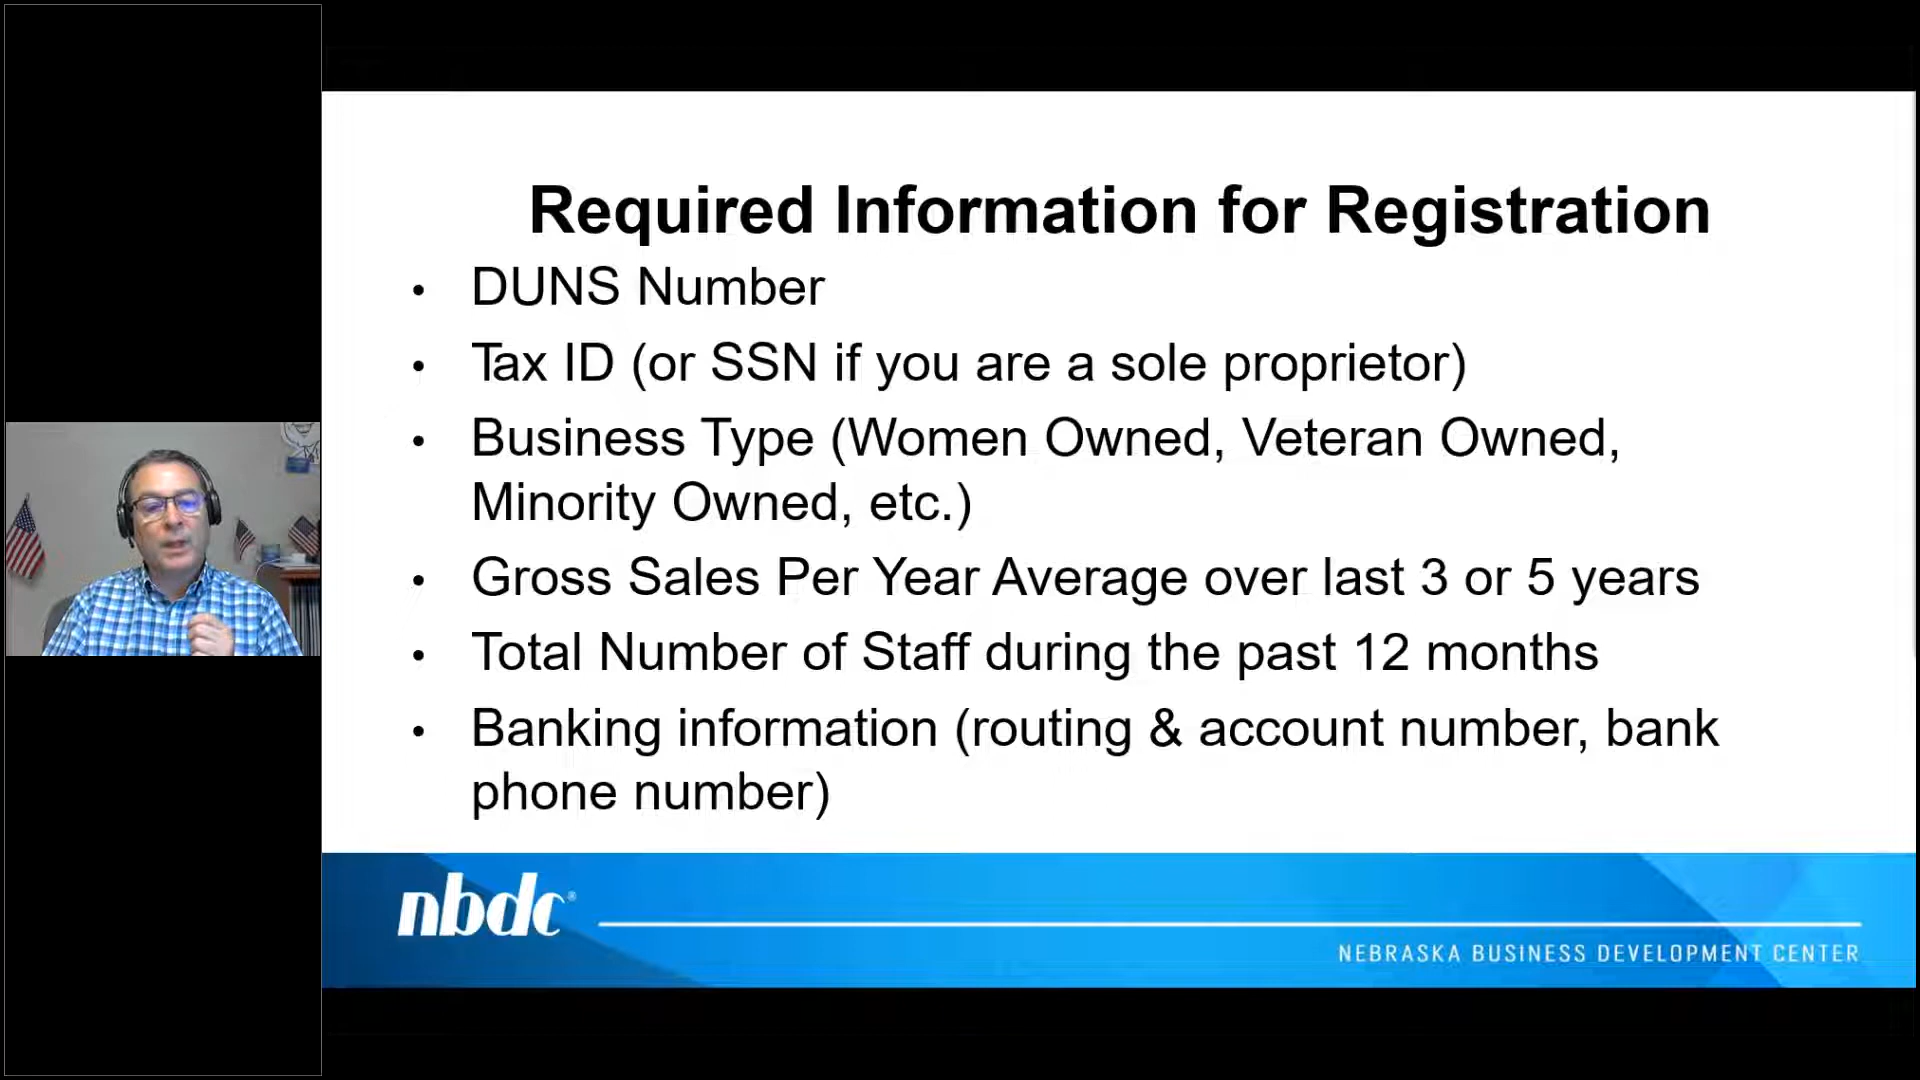 Required Information for Registration
• DUNS Number
• Tax ID (or SSN if you are a sole proprietor)
• Business Type (Women Owned, Veteran Owned,
Minority Owned, etc.)
• Gross Sales Per Year Average over last 3 or 5 years
• Total Number of Staff during the past 12 months
• Banking information (routing & account number, bank
phone number)
nbdc®
NEBRASKA BUSINESS DEVELOPMENT CENTER